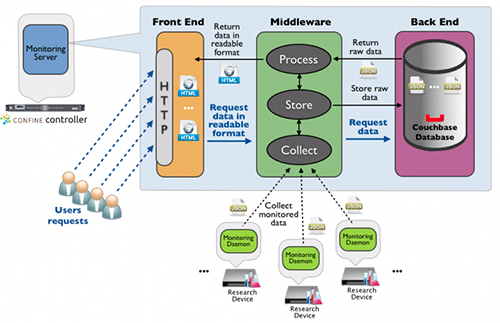 Monitoring
Server
CONFINE controller
Front End
Middleware
Back End
HTTP
HTML
...
HTML
Return
data in
readable
format
HTML
Request
data in
readable
format
Process
Store
Collect
Return
raw data
JSON
Store raw
data
Request
data
JSON
...
JSON
Couchbase
Database
Users
requests
Collect
monitored
data
JSON
JSON
JSON
Monitoring
Daemon
Monitoring
Daemon
Monitoring
Daemon
...
...
Research
Device
Research
Device
Research
Device